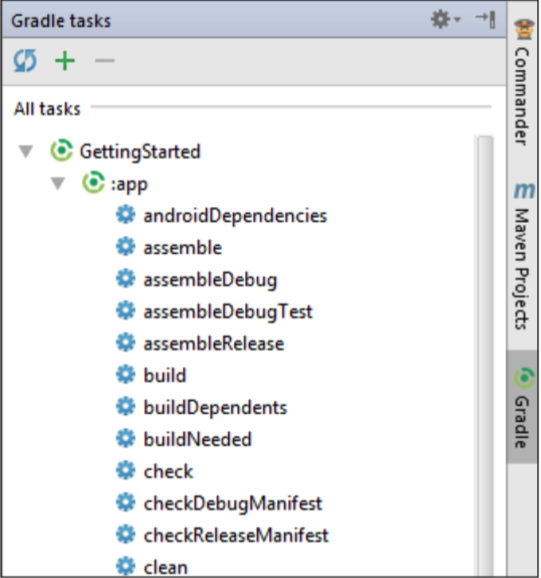 Gradle tasks
All tasks
GettingStarted
:app
androidDependencies
assemble
assembleDebug
assembleDebugTest
assembleRelease
build
buildDependents
buildNeeded
check
checkDebugManifest
checkReleaseManifest
clean
Commander
m
Maven Projects
Gradle